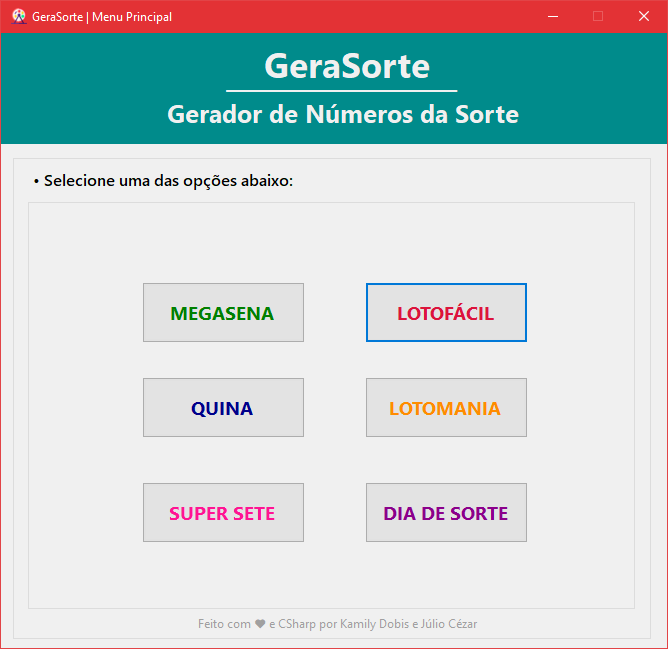 GeraSorte | Menu Principal
GeraSorte
Gerador de Números da Sorte
• Selecione uma das opções abaixo:
MEGASENA LOTOFÁCIL
QUINA LOTOMANIA
SUPER SETE DIA DE SORTE
Feito com ❤ e CSharp por Kamily Dobis e Júlio Cézar